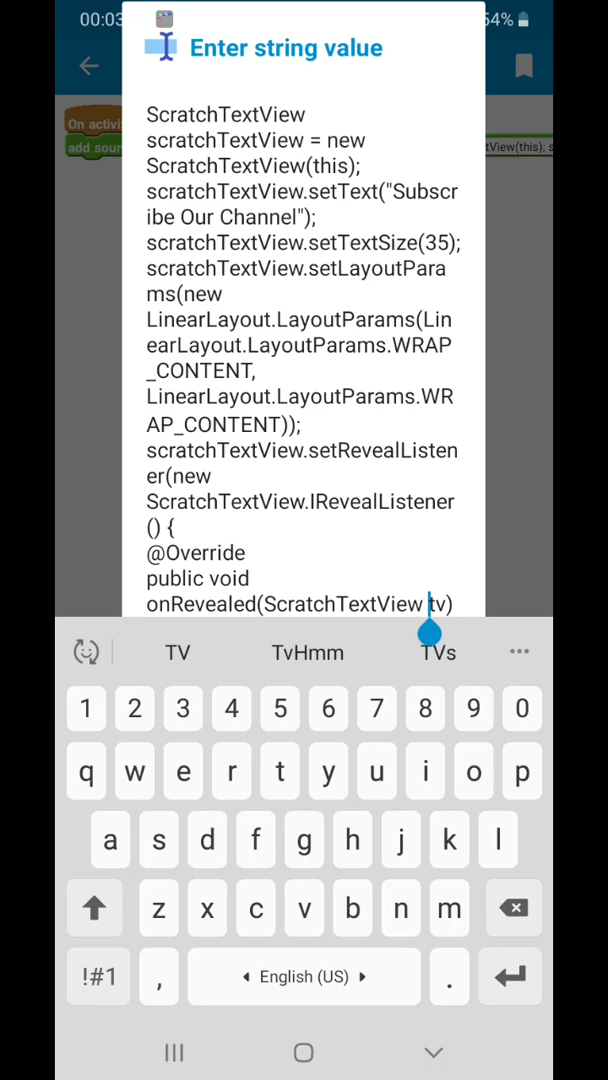 00:03
54%
Enter string value
On activi
add sour
tView(this); s
ScratchTextView
scratchTextView = new
ScratchTextView(this);
scratchTextView.setText("Subscr
ibe Our Channel");
scratchTextView.setTextSize(35);
scratchTextView.setLayoutPara
ms(new
LinearLayout.LayoutParams(Lin
earLayout.LayoutParams.WRAP
_CONTENT,
LinearLayout.LayoutParams.WR
AP_CONTENT));
scratchTextView.setRevealListen
er(new
ScratchTextView.IRevealListener
() {
@Override
public void
onRevealed(ScratchTextView tv)
TV TvHmm TVs
1 2 3 4 5 6 7 8 9 0
q w e r t y u i o p
a s d f g h j k l
z x c v b n m
!#1 , English (US) .